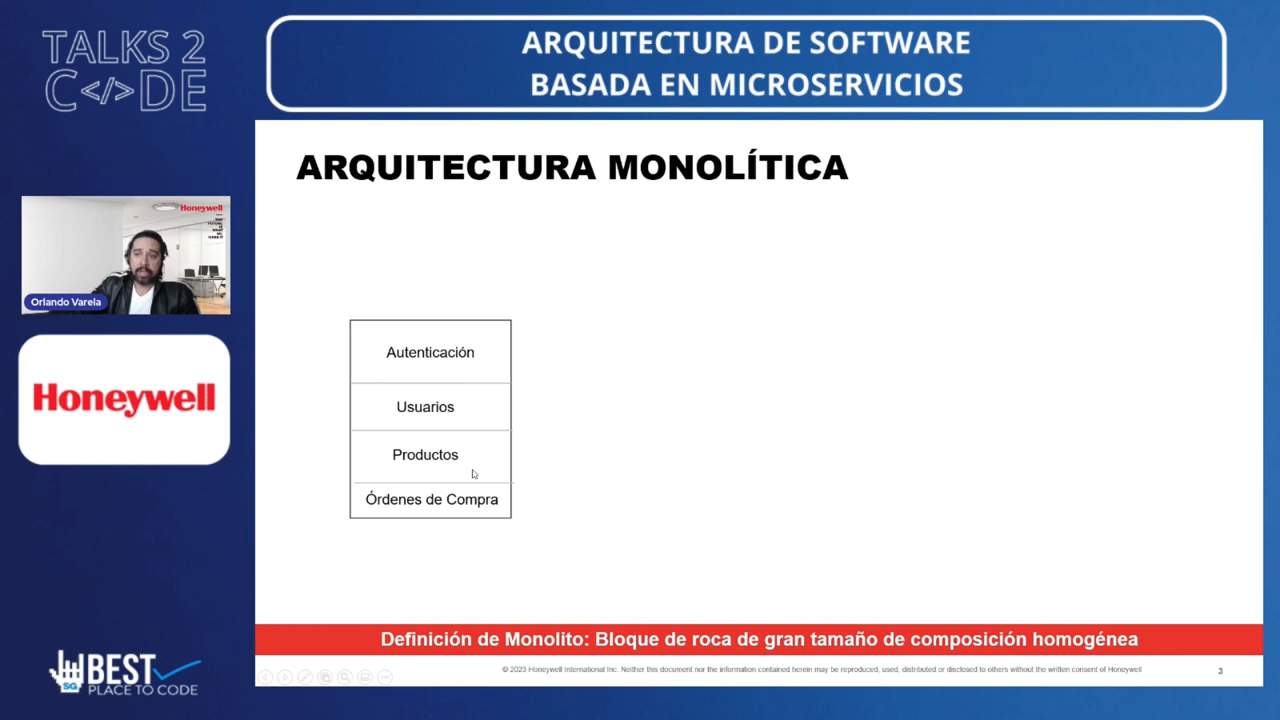 TALKS 2
C</>DE
ARQUITECTURA DE SOFTWARE
BASADA EN MICROSERVICIOS
ARQUITECTURA MONOLÍTICA
Honeywell
Orlando Varela
Honeywell
Autenticación
Usuarios
Productos
Órdenes de Compra
Definición de Monolito: Bloque de roca de gran tamaño de composición homogénea
© 2023 Honeywell International Inc. Neither this document nor the information contained herein may be reproduced, used, distributed or disclosed to others without the written consent of Honeywell
3
SG
BEST
PLACE TO CODE